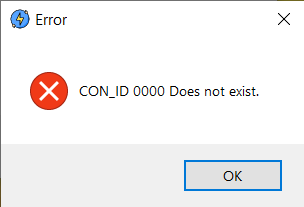 Error
CON_ID 0000 Does not exist.
OK